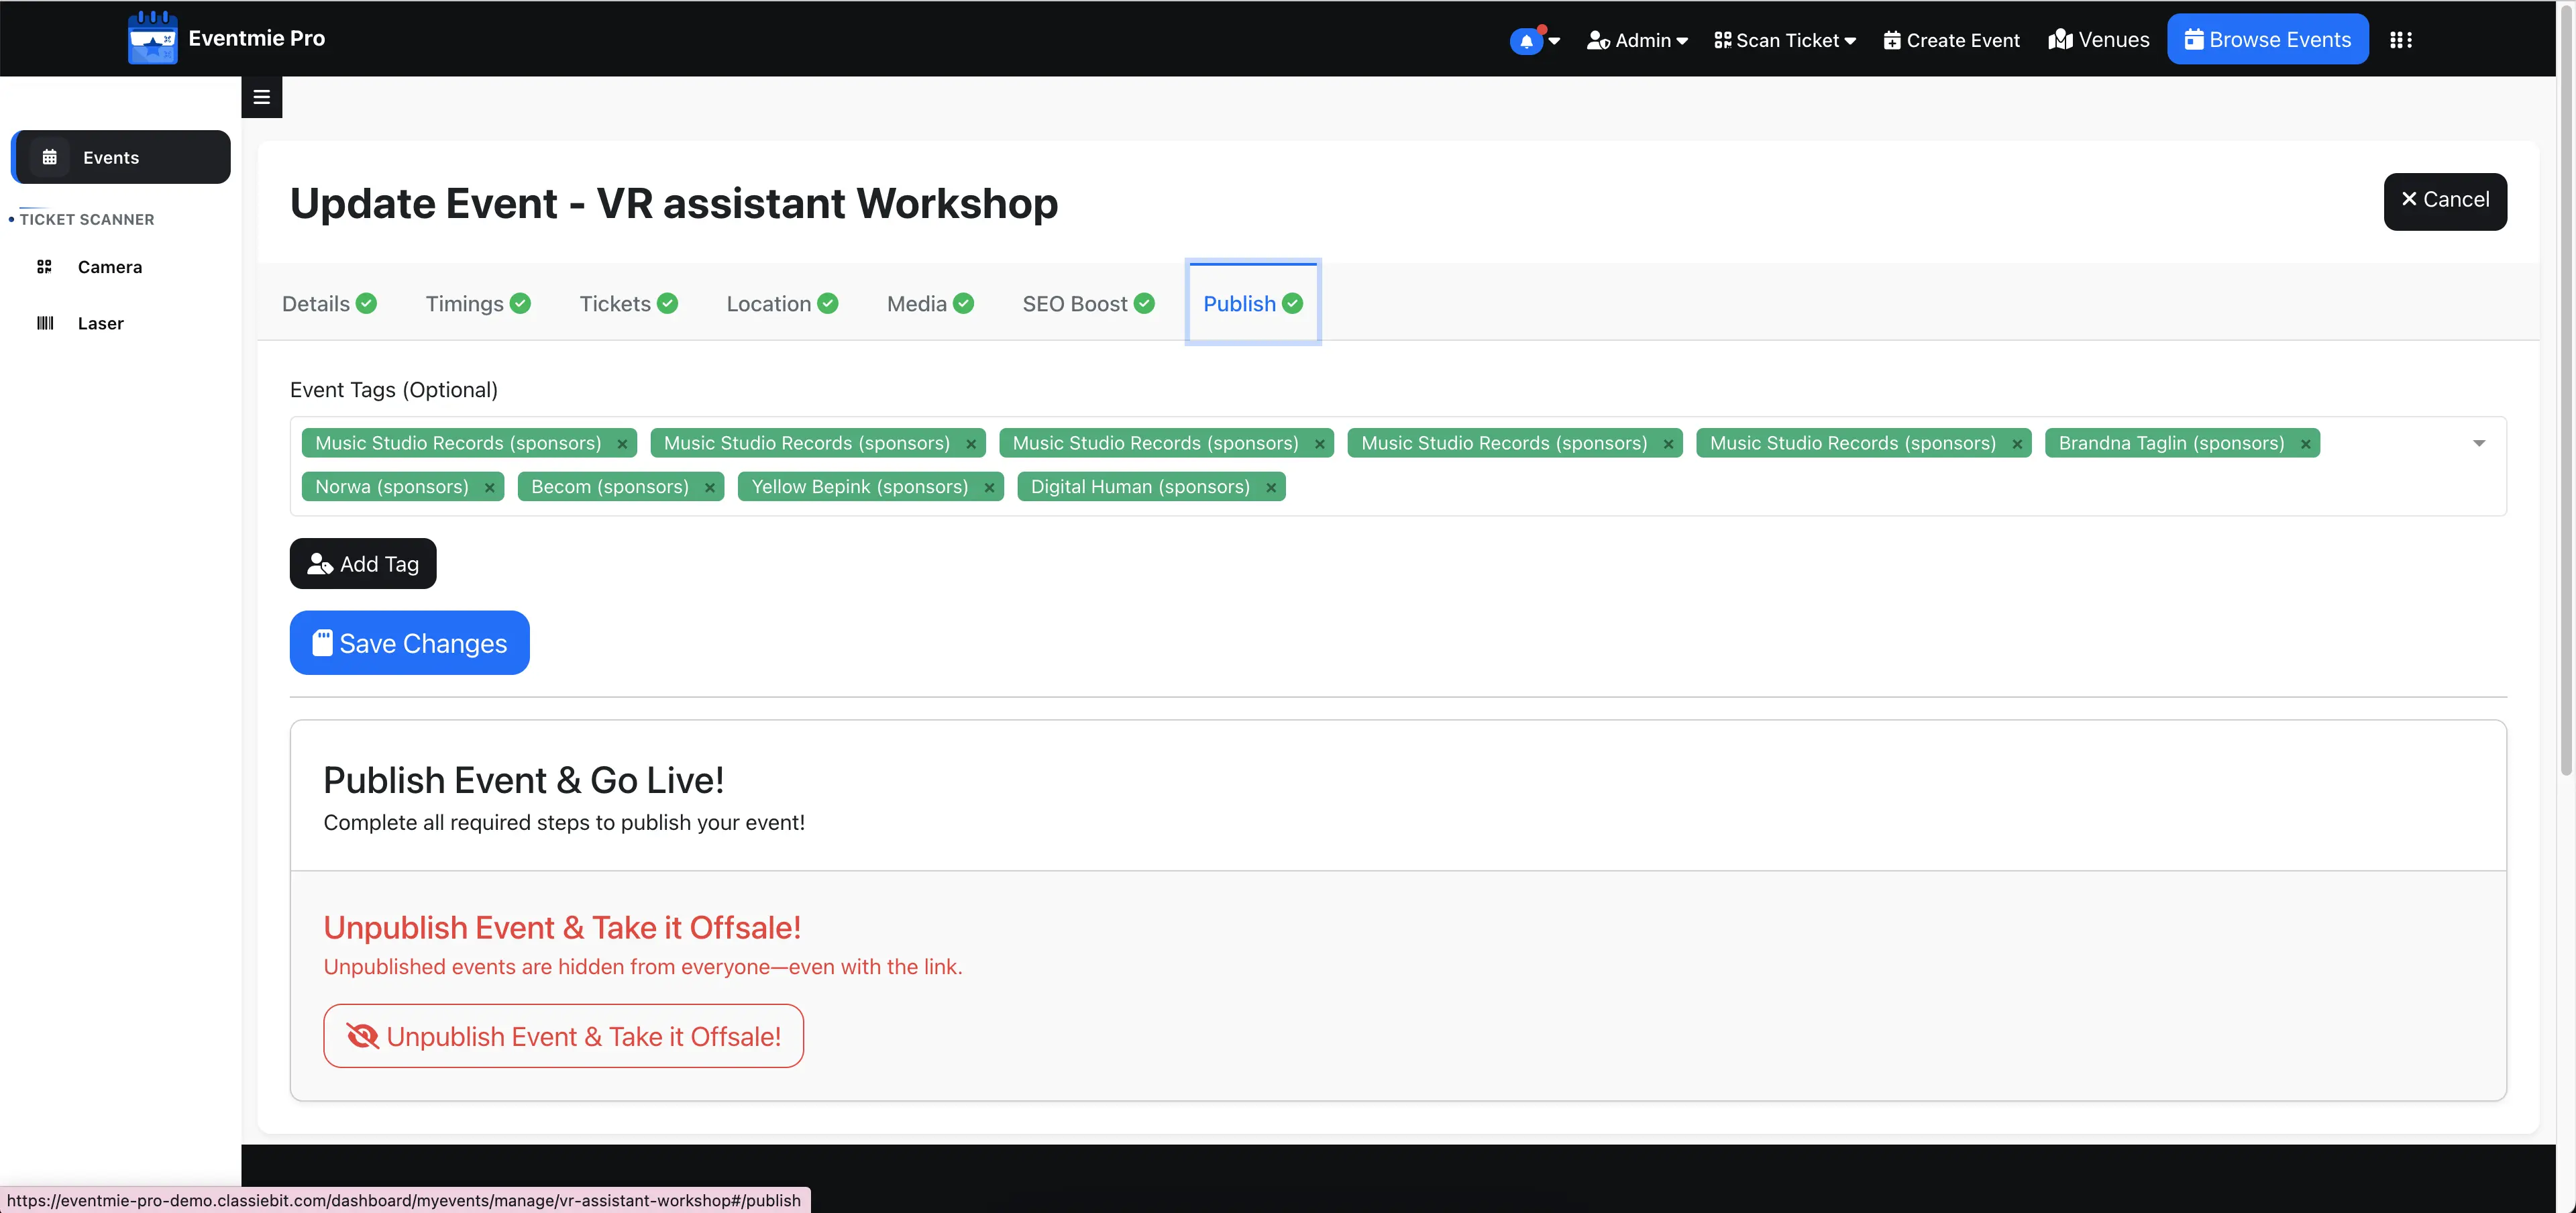 Eventmie Pro
Admin
Scan Ticket
Create Event
Venues
Browse Events
Events
TICKET SCANNER
Camera
Laser
Update Event - VR assistant Workshop
Cancel
Details
Timings
Tickets
Location
Media
SEO Boost
Publish
Event Tags (Optional)
Music Studio Records (sponsors) × Music Studio Records (sponsors) × Music Studio Records (sponsors) × Music Studio Records (sponsors) × Music Studio Records (sponsors) × Brandna Taglin (sponsors) ×
Norwa (sponsors) × Becom (sponsors) × Yellow Bepink (sponsors) × Digital Human (sponsors) ×
Add Tag
Save Changes
Publish Event & Go Live!
Complete all required steps to publish your event!
Unpublish Event & Take it Offsale!
Unpublished events are hidden from everyone—even with the link.
Unpublish Event & Take it Offsale!
https://eventmie-pro-demo.classiebit.com/dashboard/myevents/manage/vr-assistant-workshop#/publish